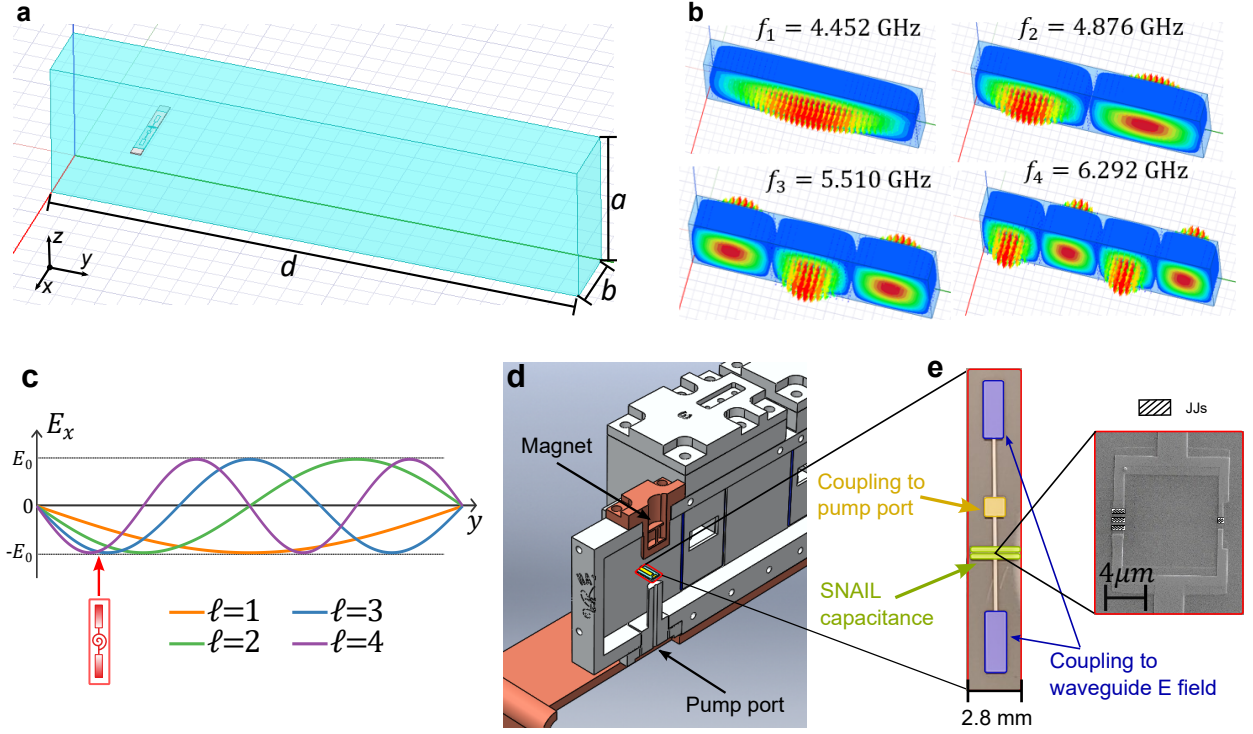 a
a
b
d
z
y
x
b
f₁ = 4.452 GHz
f₂ = 4.876 GHz
f₃ = 5.510 GHz
f₄ = 6.292 GHz
c
Eₓ
E₀
0
-E₀
y
ℓ=1
ℓ=3
ℓ=2
ℓ=4
d
Magnet
Pump port
e
JJs
Coupling to
pump port
SNAIL
capacitance
4μm
Coupling to
waveguide E field
2.8 mm